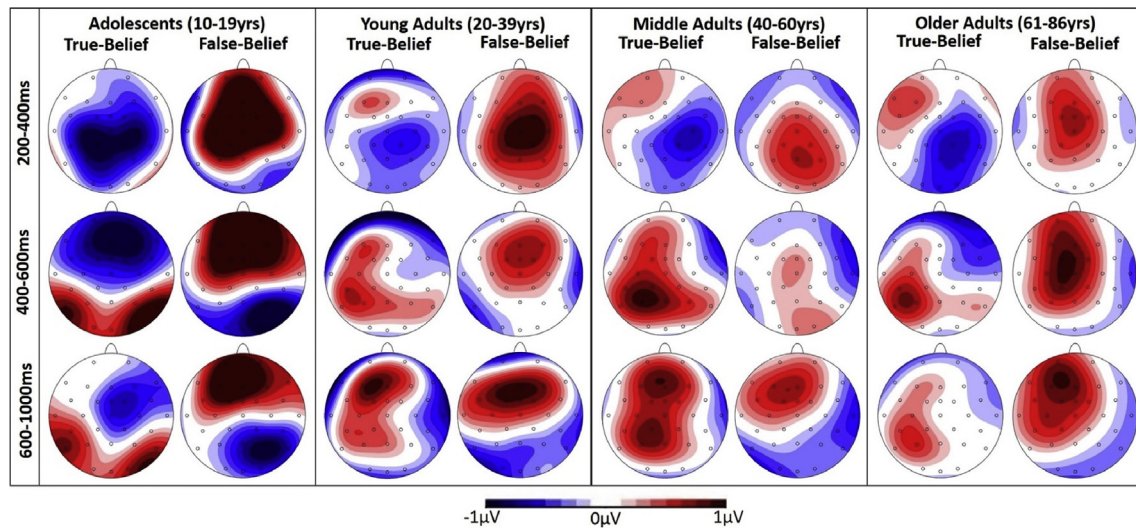 Adolescents (10-19yrs)
True-Belief False-Belief
Young Adults (20-39yrs)
True-Belief False-Belief
Middle Adults (40-60yrs)
True-Belief False-Belief
Older Adults (61-86yrs)
True-Belief False-Belief
200-400ms
400-600ms
600-1000ms
-1μV 0μV 1μV